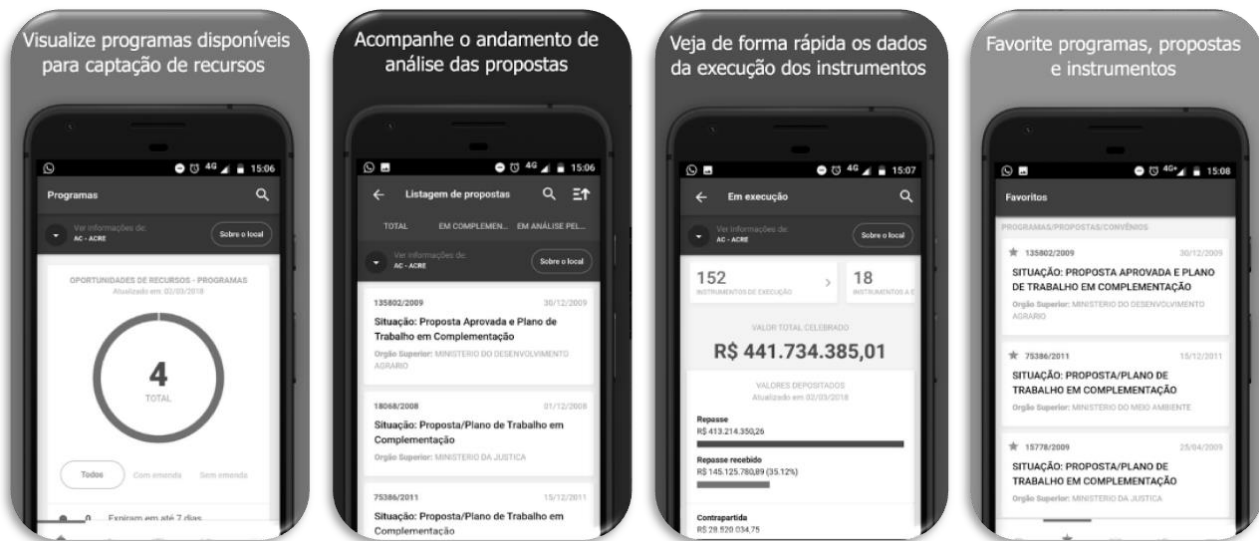 Visualize programas disponíveis
para captação de recursos
4G 15:06
Programas
Ver informações de:
AC - ACRE
Sobre o local
OPORTUNIDADES DE RECURSOS - PROGRAMAS
Atualizado em 02/03/2018
4
TOTAL
Todos Com emenda Sem emenda
0 Expiram em até 7 dias
Acompanhe o andamento de
análise das propostas
4G 15:06
Listagem de propostas
TOTAL EM COMPLEMEN... EM ANÁLISE PEL...
Ver informações de:
AC - ACRE
Sobre o local
135802/2009 30/12/2009
Situação: Proposta Aprovada e Plano de
Trabalho em Complementação
Orgão Superior: MINISTERIO DO DESENVOLVIMENTO
AGRARIO
18068/2008 01/12/2008
Situação: Proposta/Plano de Trabalho em
Complementação
Orgão Superior: MINISTERIO DA JUSTICA
75386/2011 15/12/2011
Situação: Proposta/Plano de Trabalho em
Complementação
Veja de forma rápida os dados
da execução dos instrumentos
4G 15:07
Em execução
Ver informações de:
AC - ACRE
Sobre o local
152 18
INSTRUMENTOS DE EXECUÇÃO INSTRUMENTOS A E
VALOR TOTAL CELEBRADO
R$ 441.734.385,01
VALORES DEPOSITADOS
Atualizado em 02/03/2018
Repasse
R$ 413.214.350,26
Repasse recebido
R$ 145.125.780,89 (35.12%)
Contrapartida
R$ 28.520.034,75
Favorite programas, propostas
e instrumentos
4G+ 15:08
Favoritos
PROGRAMAS/PROPOSTAS/CONVÊNIOS
135802/2009 30/12/2009
SITUAÇÃO: PROPOSTA APROVADA E PLANO
DE TRABALHO EM COMPLEMENTAÇÃO
Orgão Superior: MINISTERIO DO DESENVOLVIMENTO
AGRARIO
75386/2011 15/12/2011
SITUAÇÃO: PROPOSTA/PLANO DE
TRABALHO EM COMPLEMENTAÇÃO
Orgão Superior: MINISTERIO DO MEIO AMBIENTE
15778/2009 25/04/2009
SITUAÇÃO: PROPOSTA/PLANO DE
TRABALHO EM COMPLEMENTAÇÃO
Orgão Superior: MINISTERIO DA JUSTICA